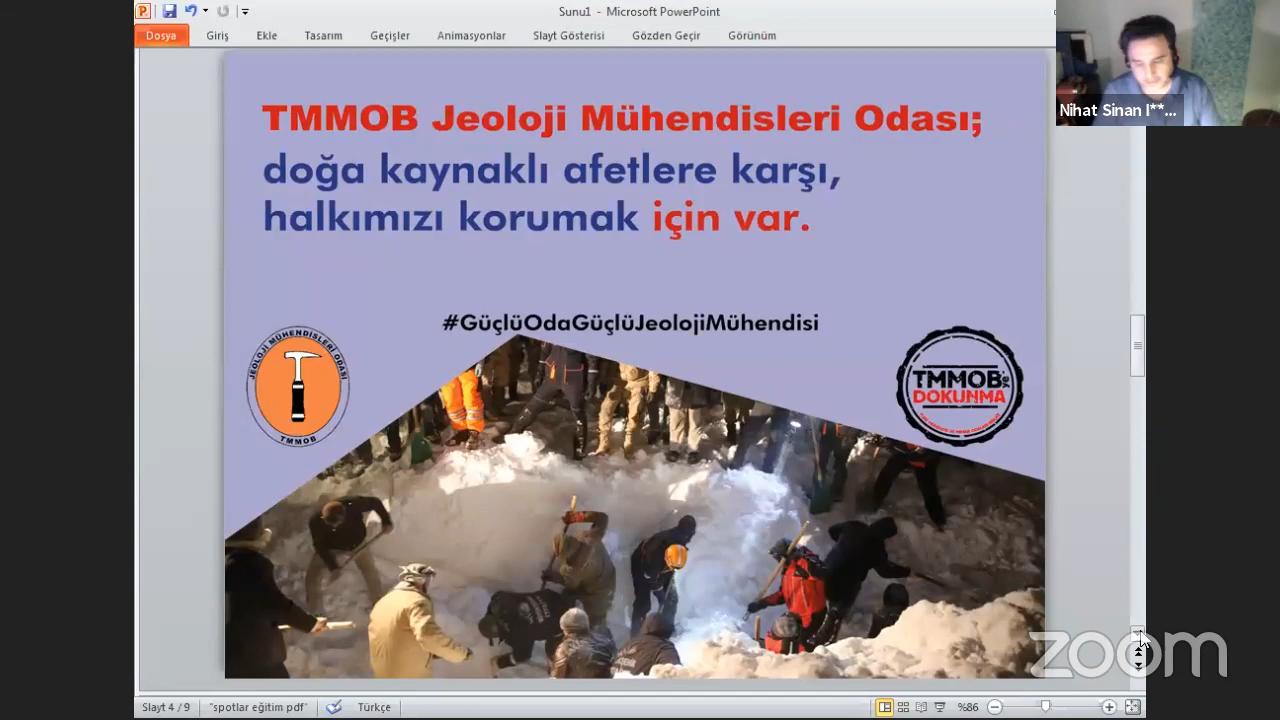 Sunu1 - Microsoft PowerPoint
Dosya Giriş Ekle Tasarım Geçişler Animasyonlar Slayt Gösterisi Gözden Geçir Görünüm
Nihat Sinan I**...
TMMOB Jeoloji Mühendisleri Odası;
doğa kaynaklı afetlere karşı,
halkımızı korumak için var.
#GüçlüOdaGüçlüJeolojiMühendisi
JEOLOJİ MÜHENDİSLERİ ODASI
TMMOB
TMMOB'ye
DOKUNMA
zoom
Slayt 4 / 9 "spotlar eğitim pdf" Türkçe %86